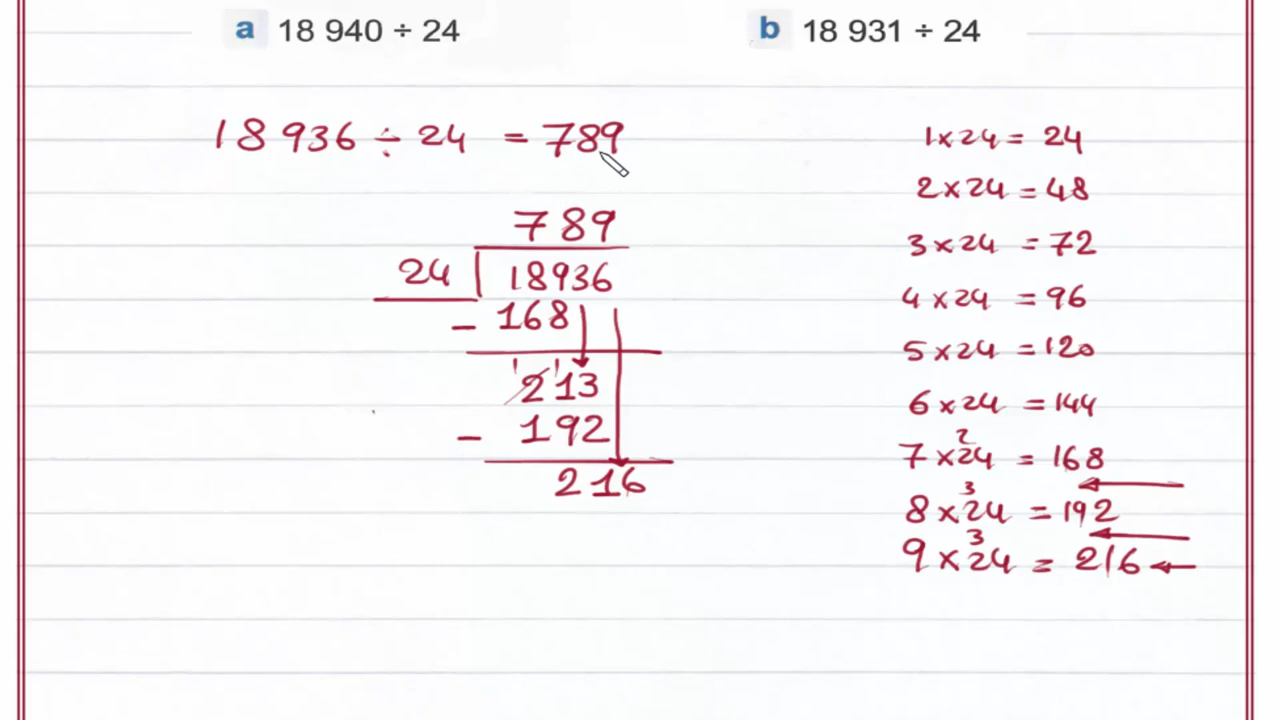 a 18 940 ÷ 24
b 18 931 ÷ 24
18 936 ÷ 24 = 789
789
24 18936
- 168
213
- 192
216
1 x 24 = 24
2 x 24 = 48
3 x 24 = 72
4 x 24 = 96
5 x 24 = 120
6 x 24 = 144
7 x 24 = 168
8 x 24 = 192
9 x 24 = 216